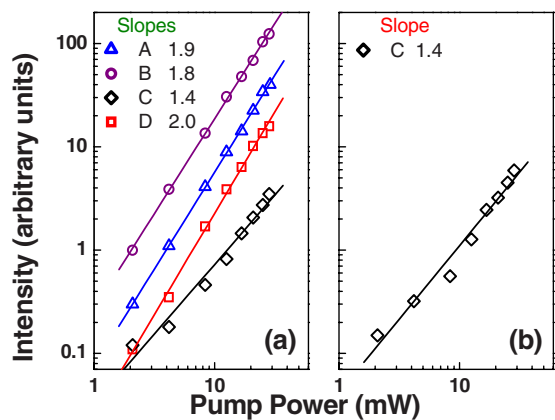 Slopes
A 1.9
B 1.8
C 1.4
D 2.0
(a)
Slope
C 1.4
(b)
100
10
1
0.1
1 10
1 10
Intensity (arbitrary units)
Pump Power (mW)